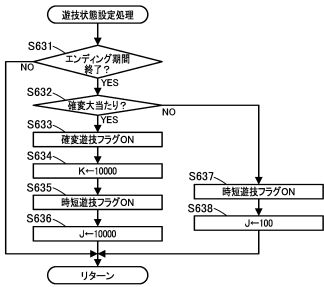 遊技状態設定処理
S631
エンディング期間
終了?
NO
YES
S632
確変大当たり?
NO
YES
S633
確変遊技フラグON
S634
K←10000
S635
時短遊技フラグON
S636
J←10000
S637
時短遊技フラグON
S638
J←100
リターン